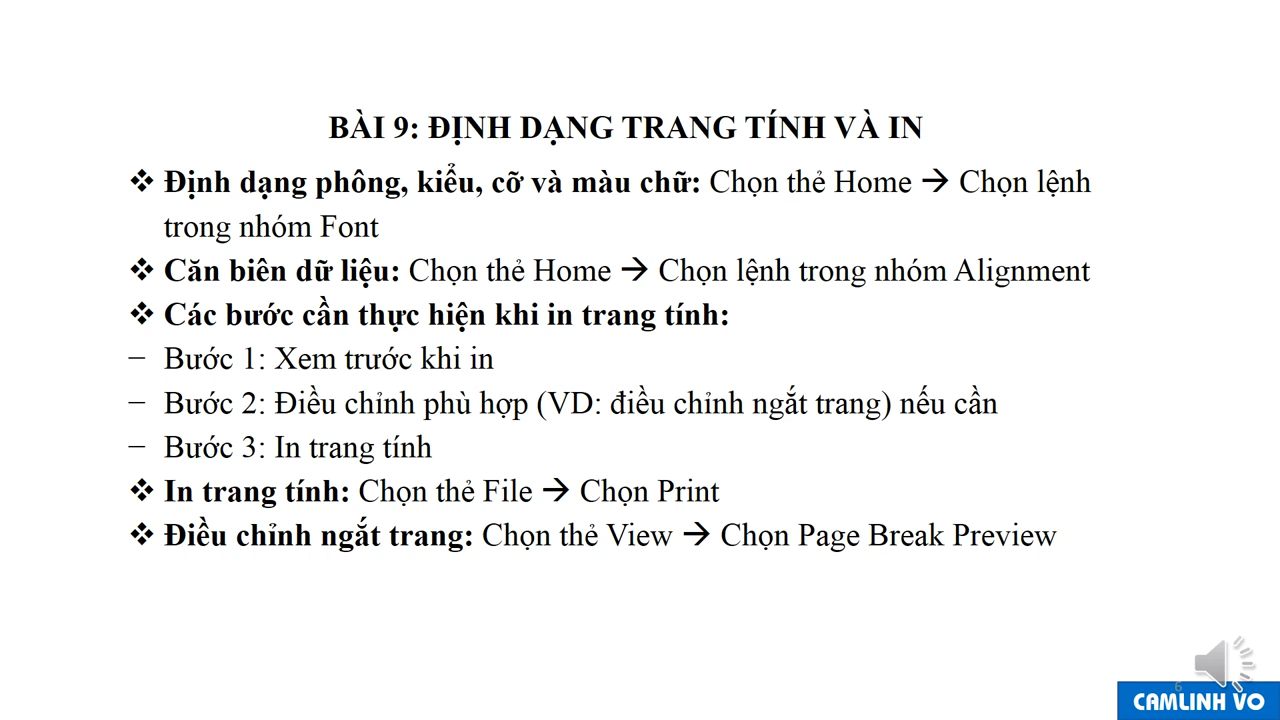 BÀI 9: ĐỊNH DẠNG TRANG TÍNH VÀ IN
❖ Định dạng phông, kiểu, cỡ và màu chữ: Chọn thẻ Home → Chọn lệnh
trong nhóm Font
❖ Căn biên dữ liệu: Chọn thẻ Home → Chọn lệnh trong nhóm Alignment
❖ Các bước cần thực hiện khi in trang tính:
– Bước 1: Xem trước khi in
– Bước 2: Điều chỉnh phù hợp (VD: điều chỉnh ngắt trang) nếu cần
– Bước 3: In trang tính
❖ In trang tính: Chọn thẻ File → Chọn Print
❖ Điều chỉnh ngắt trang: Chọn thẻ View → Chọn Page Break Preview
6
CAMLINH VO